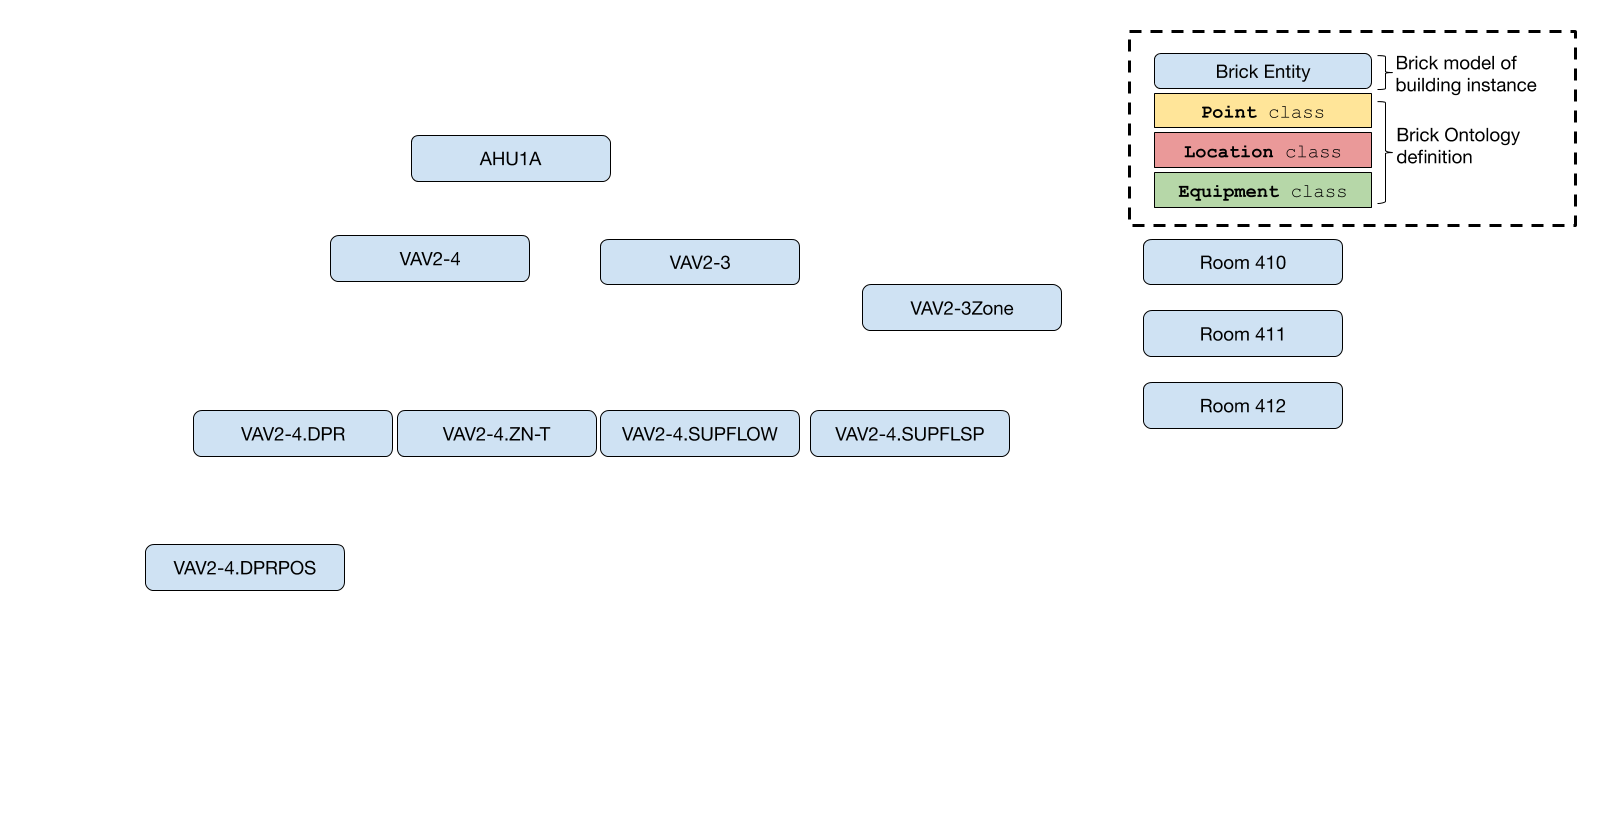 Brick Entity
Point class
Location class
Equipment class
Brick model of
building instance
Brick Ontology
definition
AHU1A
VAV2-4
VAV2-3
VAV2-3Zone
Room 410
Room 411
Room 412
VAV2-4.DPR
VAV2-4.ZN-T
VAV2-4.SUPFLOW
VAV2-4.SUPFLSP
VAV2-4.DPRPOS